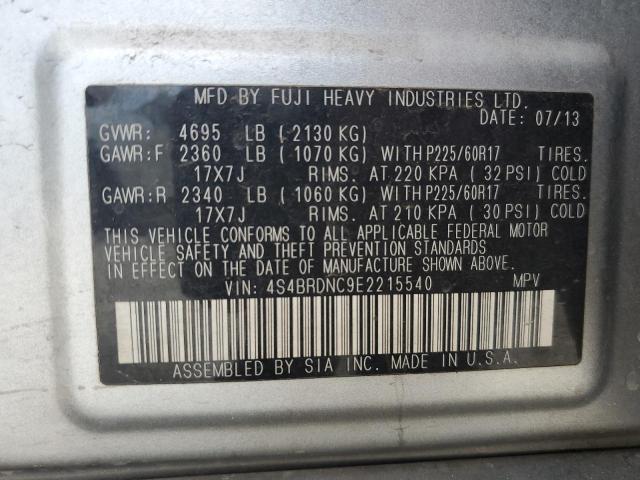 MFD BY FUJI HEAVY INDUSTRIES LTD.
DATE: 07/13
GVWR: 4695 LB ( 2130 KG)
GAWR:F 2360 LB ( 1070 KG) WITH P225/60R17 TIRES.
17X7J RIMS. AT 220 KPA ( 32 PSI) COLD
GAWR:R 2340 LB ( 1060 KG) WITH P225/60R17 TIRES.
17X7J RIMS. AT 210 KPA ( 30 PSI) COLD
THIS VEHICLE CONFORMS TO ALL APPLICABLE FEDERAL MOTOR
VEHICLE SAFETY AND THEFT PREVENTION STANDARDS
IN EFFECT ON THE DATE OF MANUFACTURE SHOWN ABOVE.
VIN: 4S4BRDNC9E2215540 MPV
ASSEMBLED BY SIA INC. MADE IN U.S.A.